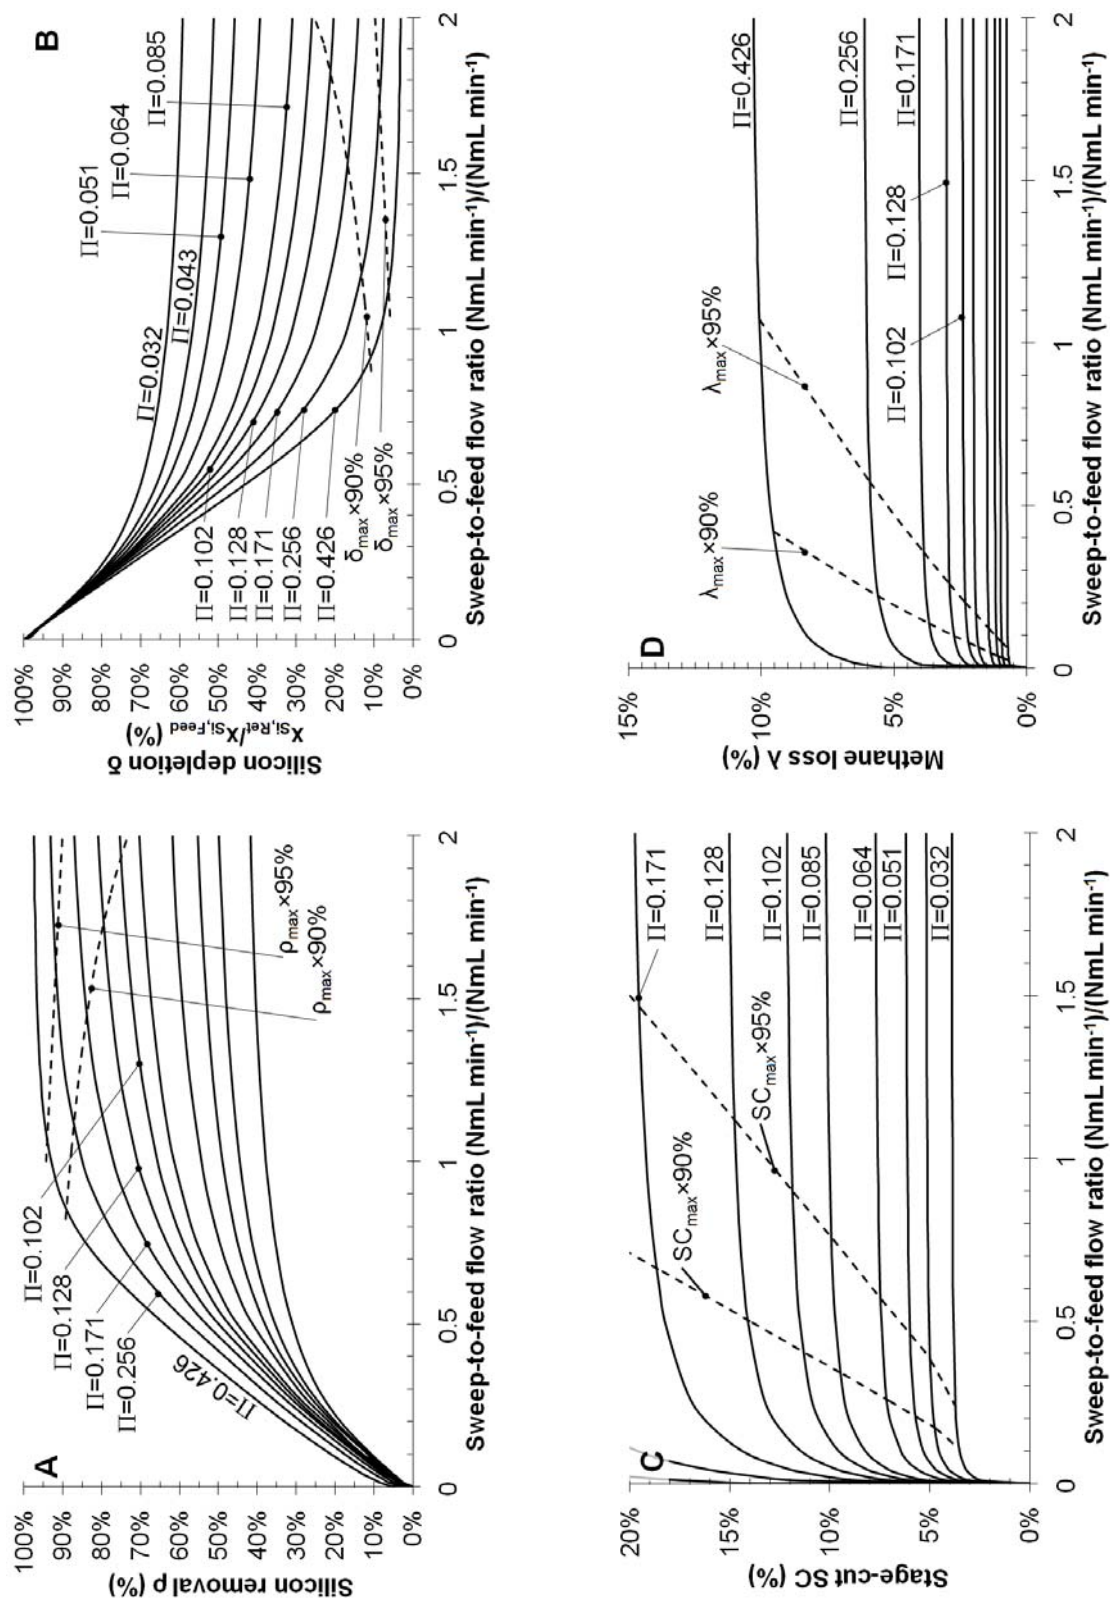 A
100%
90%
80%
70%
60%
50%
40%
30%
20%
10%
0%
Silicon removal ρ (%)
0
0.5
1
1.5
2
Sweep-to-feed flow ratio (NmL min⁻¹)/(NmL min⁻¹)
Π=0.426
Π=0.256
Π=0.171
Π=0.128
Π=0.102
ρmax×95%
ρmax×90%
B
100%
90%
80%
70%
60%
50%
40%
30%
20%
10%
0%
Silicon depletion δ
xSi,Ret/xSi,Feed (%)
0
0.5
1
1.5
2
Sweep-to-feed flow ratio (NmL min⁻¹)/(NmL min⁻¹)
Π=0.032
Π=0.043
Π=0.051
Π=0.064
Π=0.085
Π=0.102
Π=0.128
Π=0.171
Π=0.256
Π=0.426
δmax×90%
δmax×95%
C
20%
15%
10%
5%
0%
Stage-cut SC (%)
0
0.5
1
1.5
2
Sweep-to-feed flow ratio (NmL min⁻¹)/(NmL min⁻¹)
SCmax×90%
SCmax×95%
Π=0.171
Π=0.128
Π=0.102
Π=0.085
Π=0.064
Π=0.051
Π=0.032
D
15%
10%
5%
0%
Methane loss λ (%)
0
0.5
1
1.5
2
Sweep-to-feed flow ratio (NmL min⁻¹)/(NmL min⁻¹)
λmax×90%
λmax×95%
Π=0.426
Π=0.256
Π=0.171
Π=0.128
Π=0.102